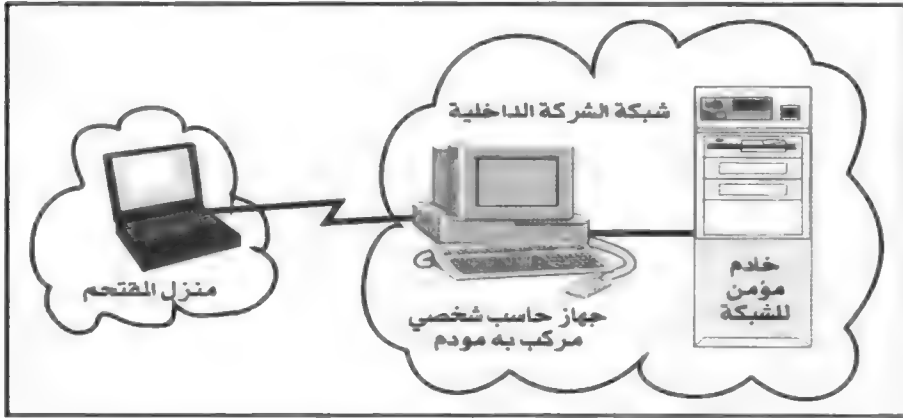 شبكة الشركة الداخلية
خادم
مؤمن
للشبكة
جهاز حاسب شخصي
مركب به مودم
منزل المقتحم